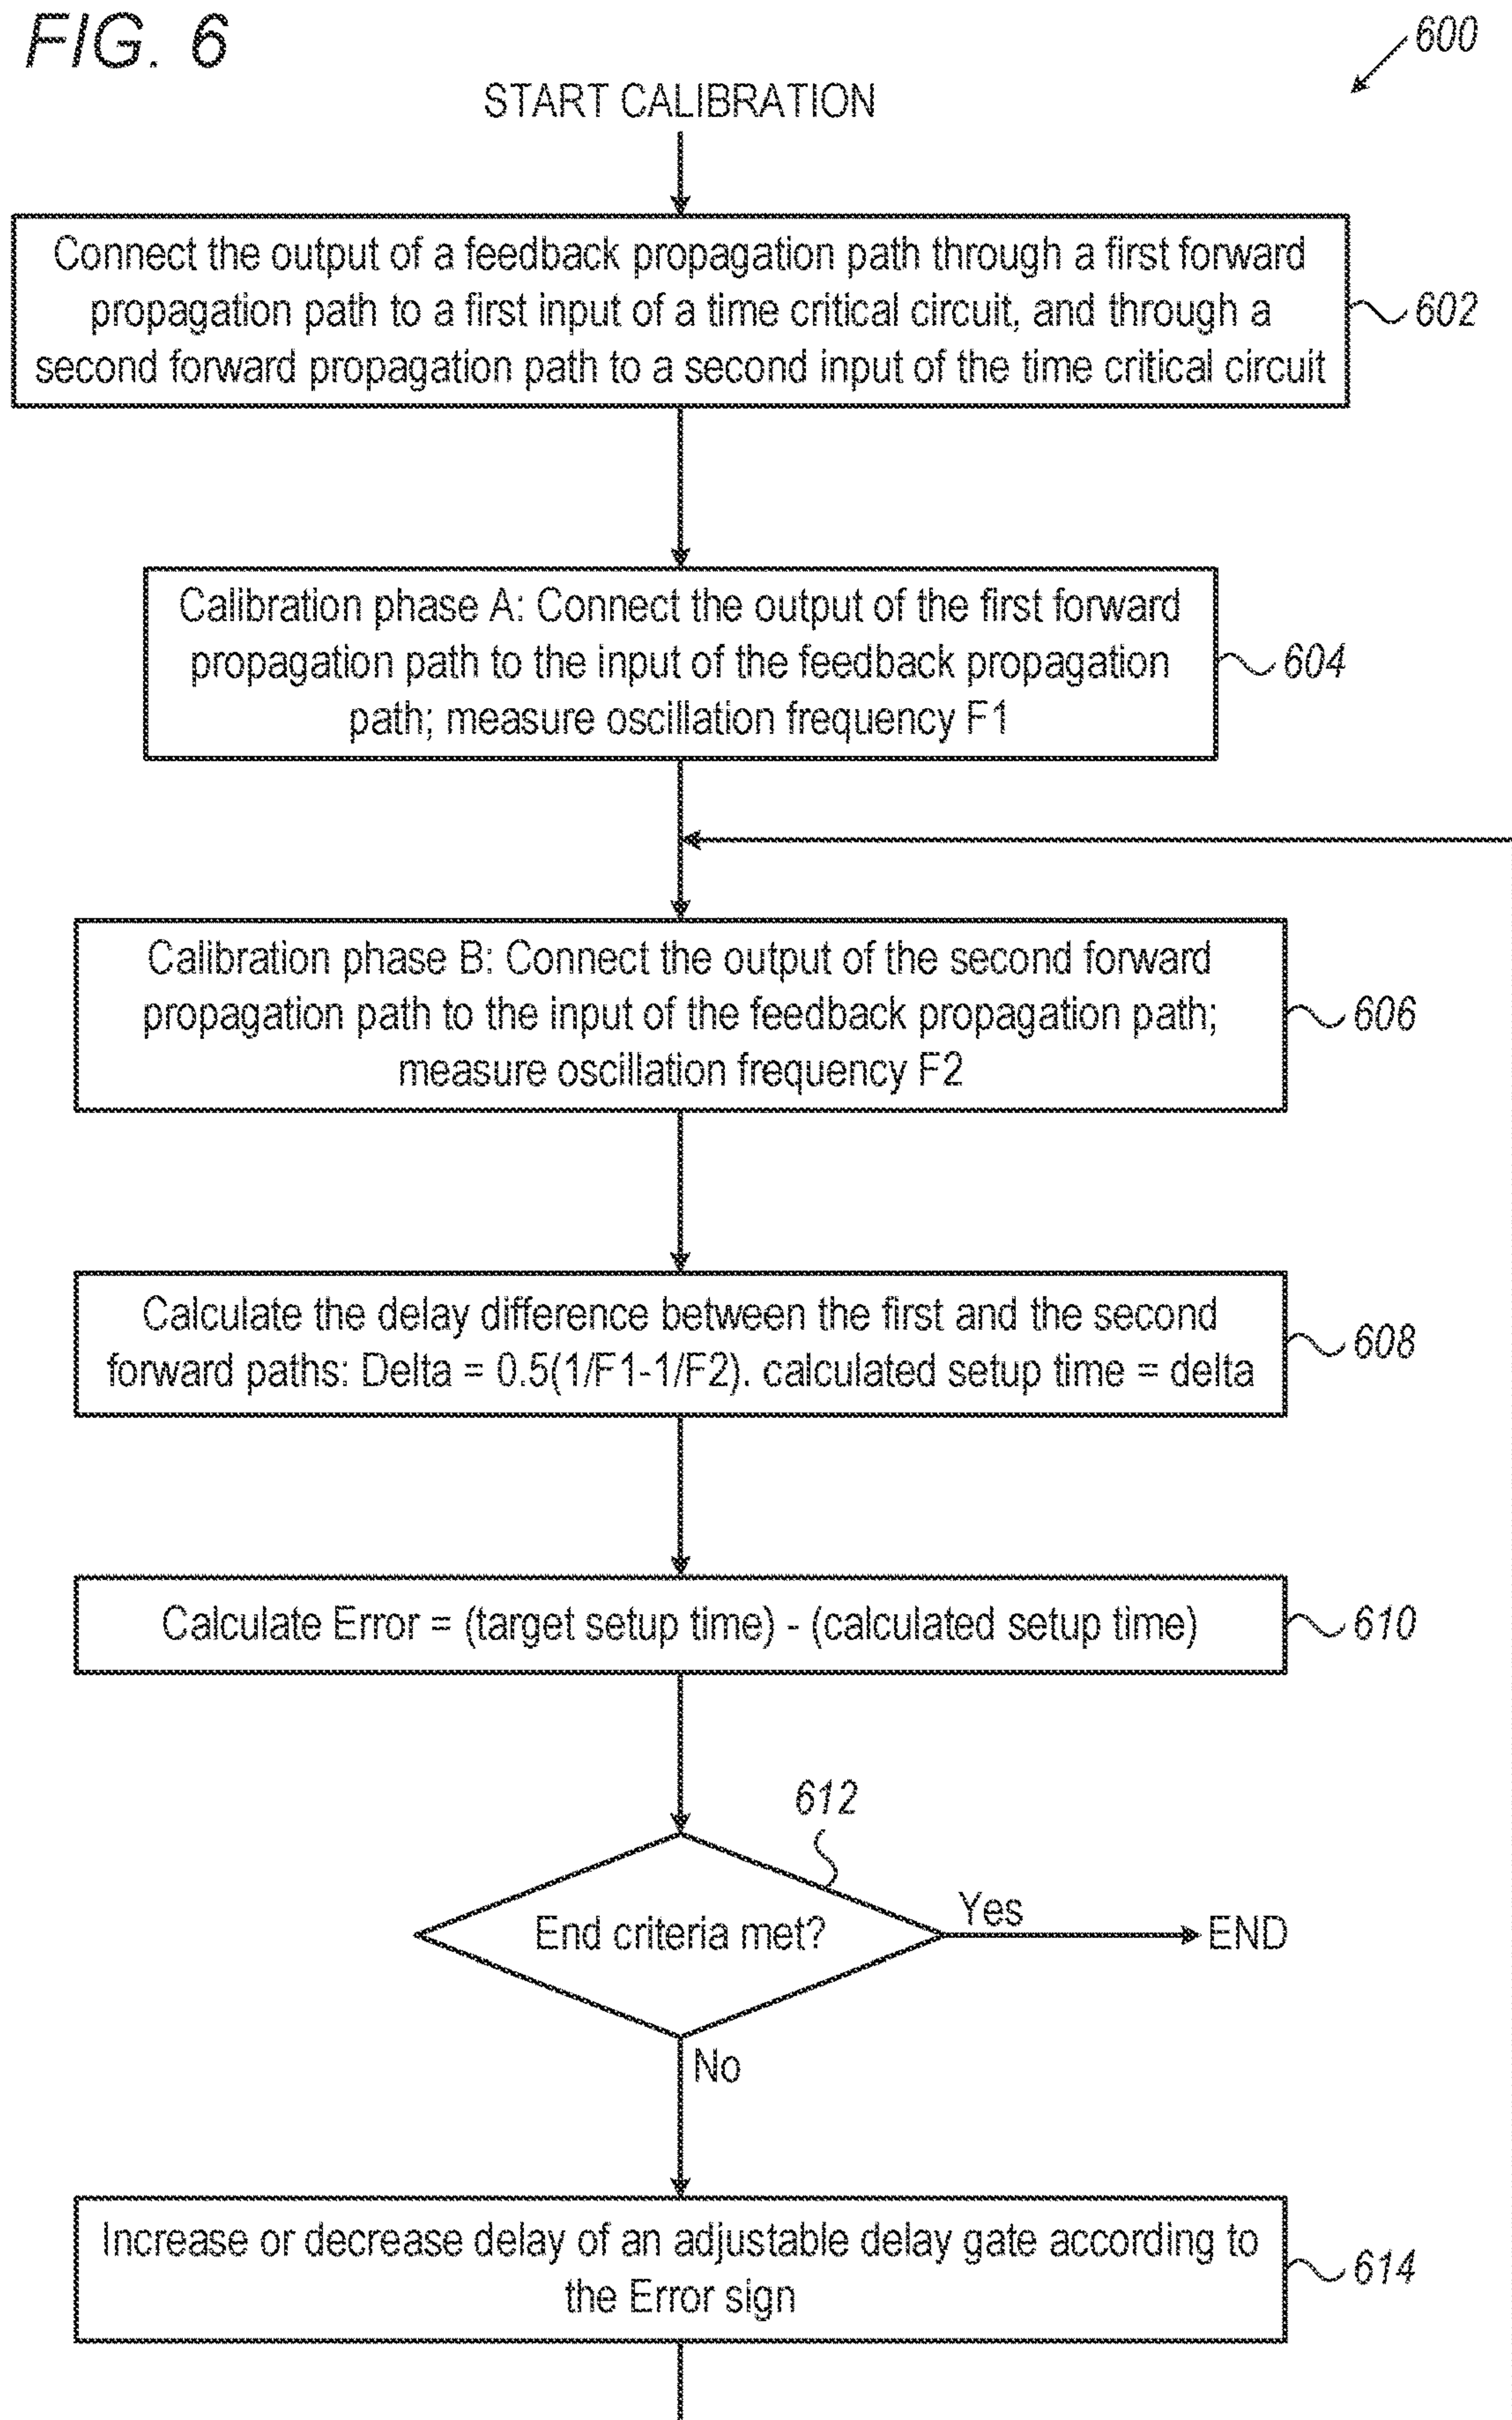 FIG. 6
600
START CALIBRATION
Connect the output of a feedback propagation path through a first forward
propagation path to a first input of a time critical circuit, and through a
second forward propagation path to a second input of the time critical circuit
602
Calibration phase A: Connect the output of the first forward
propagation path to the input of the feedback propagation
path; measure oscillation frequency F1
604
Calibration phase B: Connect the output of the second forward
propagation path to the input of the feedback propagation path;
measure oscillation frequency F2
606
Calculate the delay difference between the first and the second
forward paths: Delta = 0.5(1/F1-1/F2). calculated setup time = delta
608
Calculate Error = (target setup time) - (calculated setup time)
610
612
End criteria met?
Yes
END
No
Increase or decrease delay of an adjustable delay gate according to
the Error sign
614